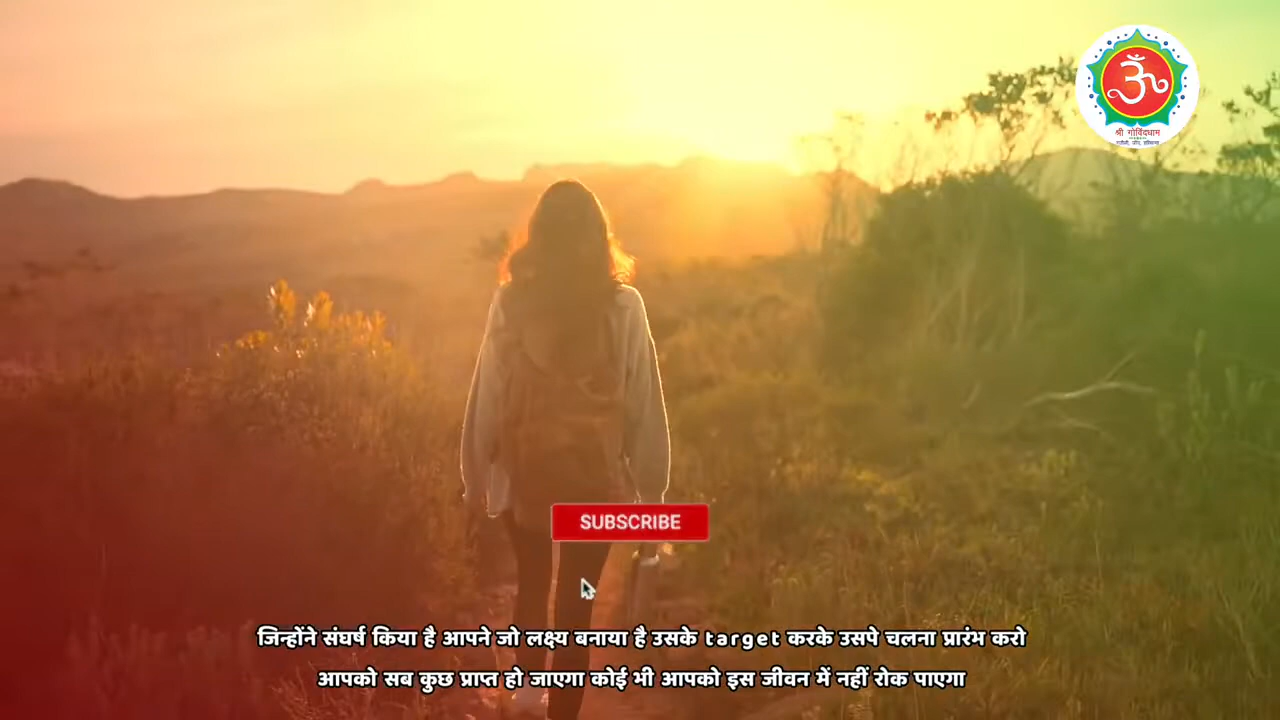 ॐ
श्री गोविंदधाम
SUBSCRIBE
जिन्होंने संघर्ष किया है आपने जो लक्ष्य बनाया है उसके target करके उसपे चलना प्रारंभ करो
आपको सब कुछ प्राप्त हो जाएगा कोई भी आपको इस जीवन में नहीं रोक पाएगा